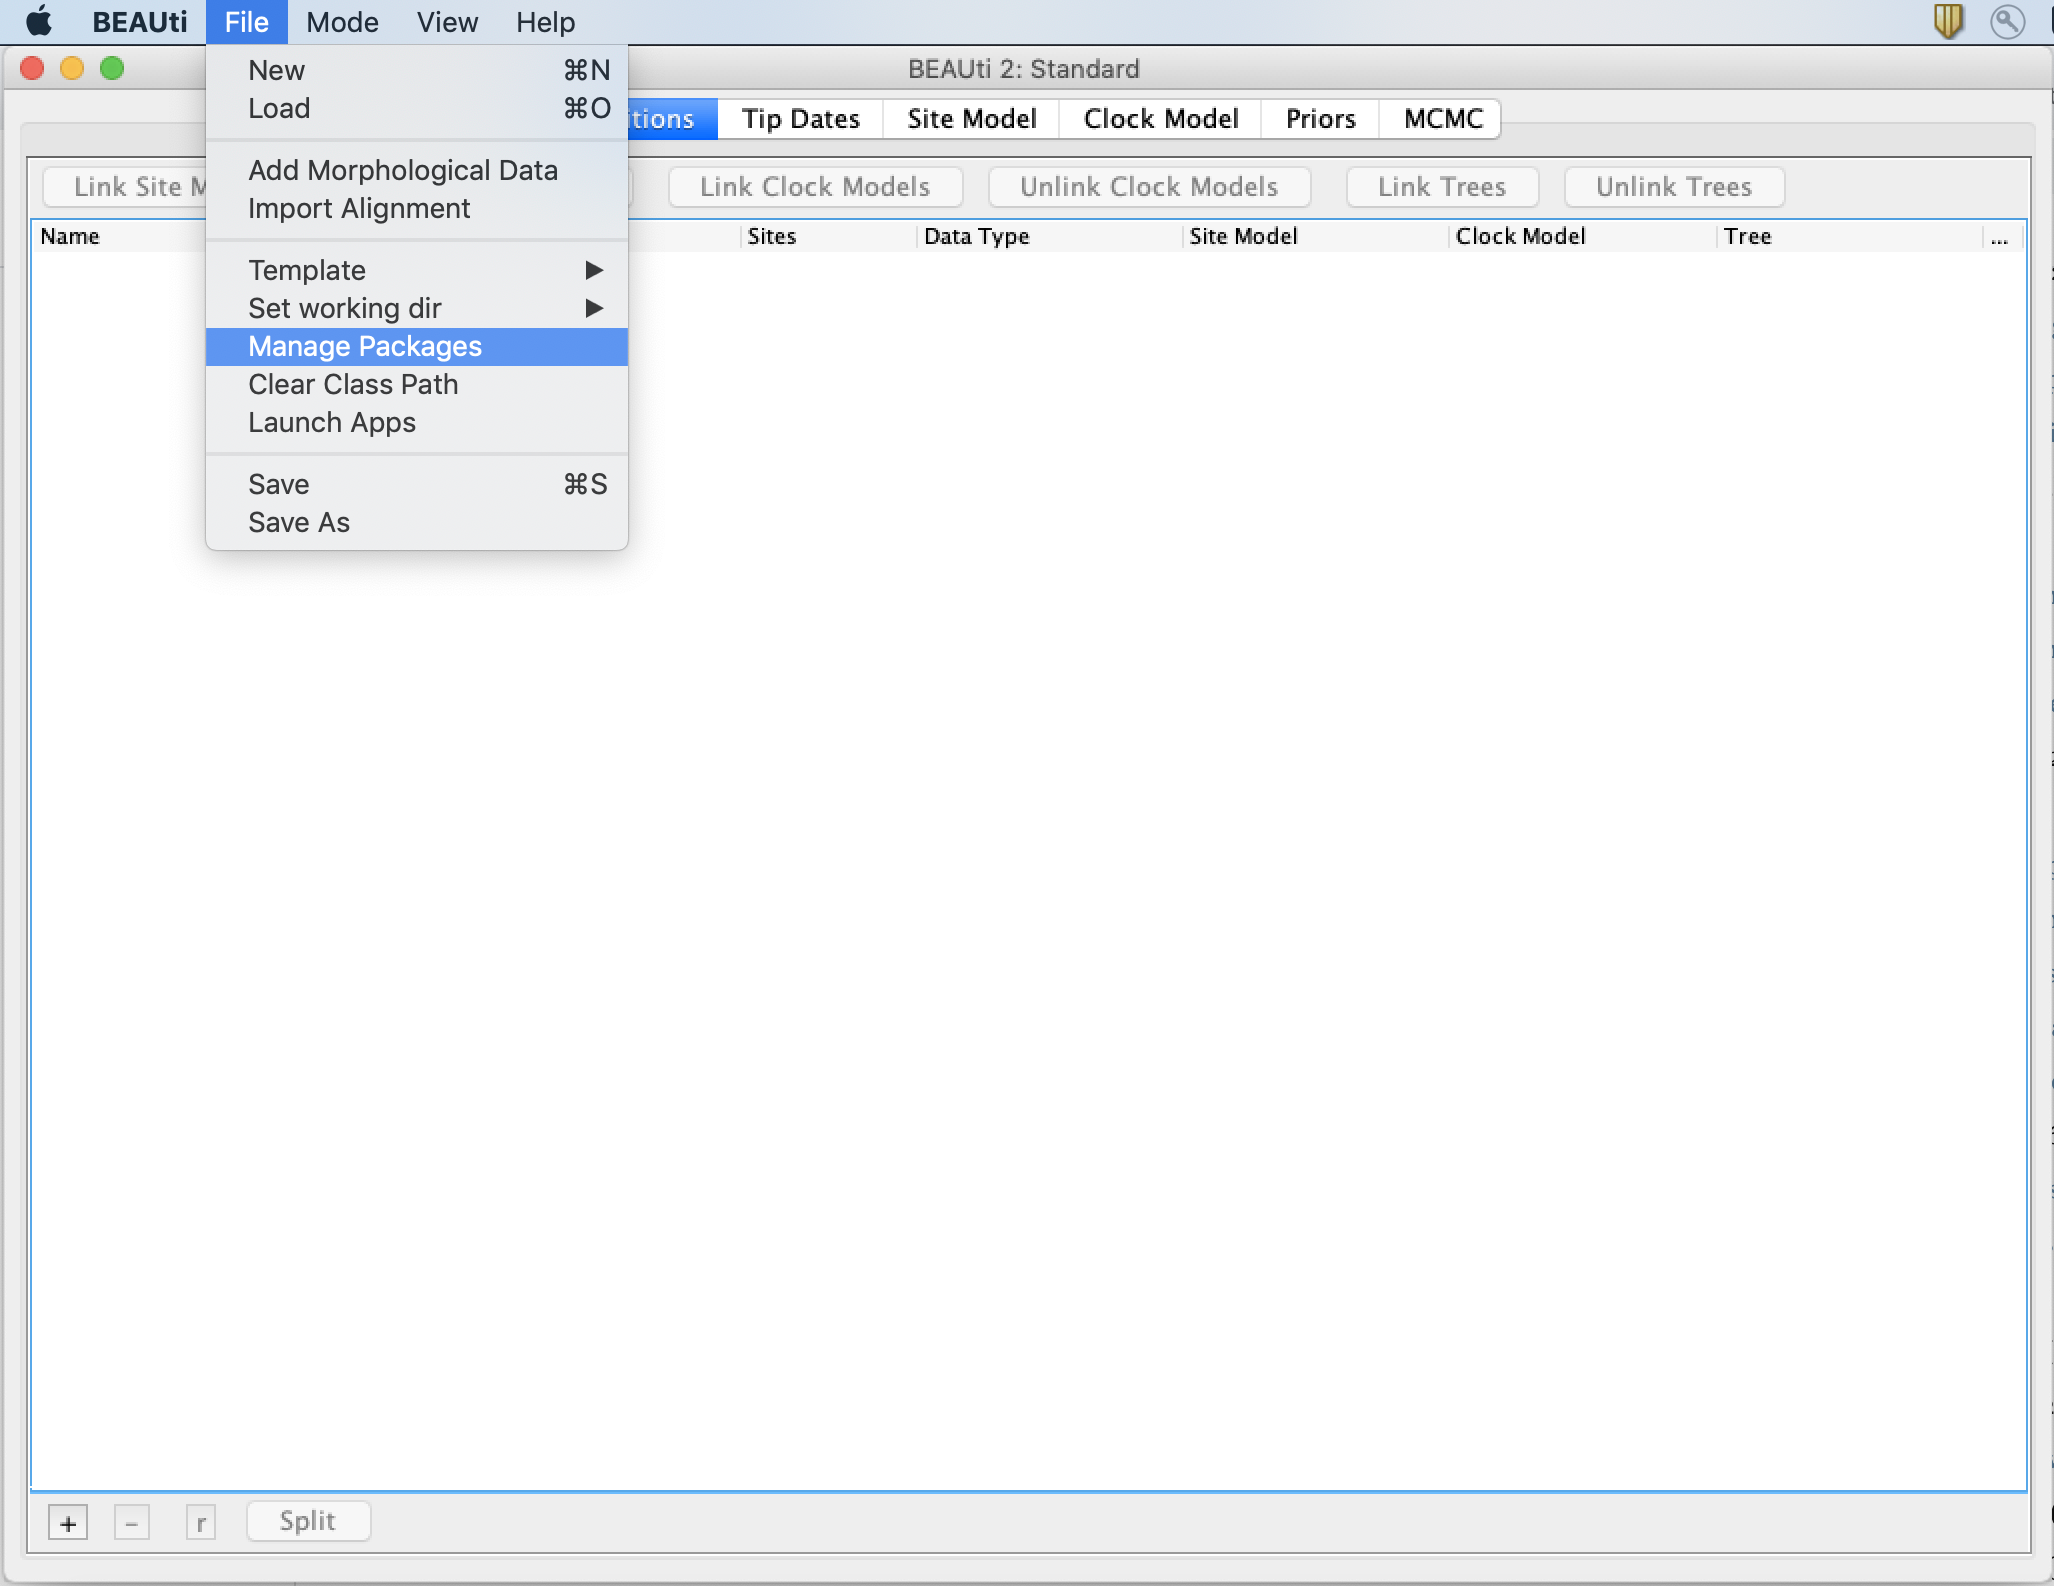 BEAUti File Mode View Help
BEAUti 2: Standard
New ⌘N
Load ⌘O
Add Morphological Data
Import Alignment
Template ▶
Set working dir ▶
Manage Packages
Clear Class Path
Launch Apps
Save ⌘S
Save As
Tip Dates Site Model Clock Model Priors MCMC
Link Site Link Clock Models Unlink Clock Models Link Trees Unlink Trees
Name Sites Data Type Site Model Clock Model Tree ...
+ - r Split